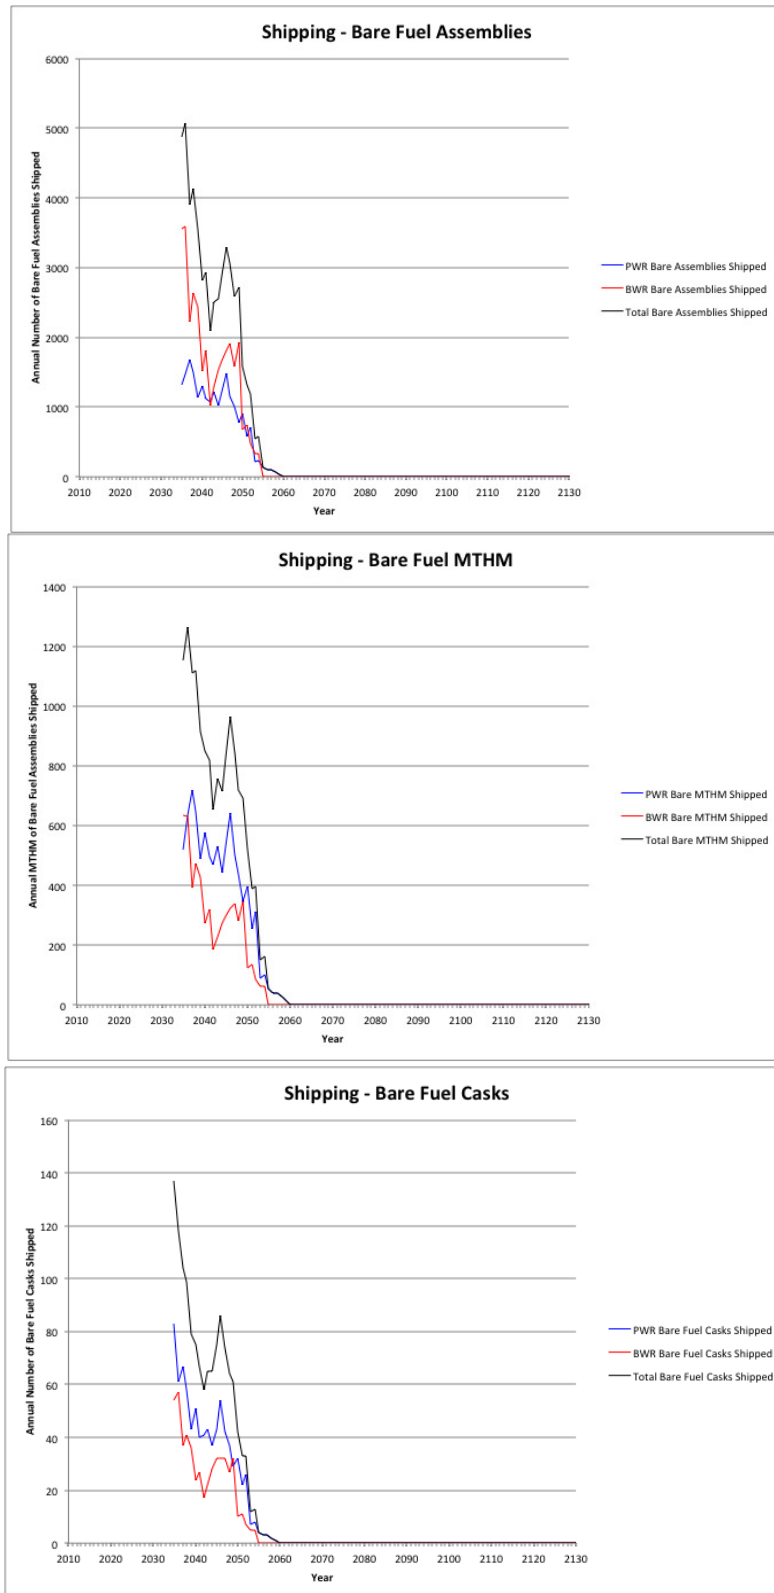 Shipping - Bare Fuel Assemblies
6000
5000
4000
3000
2000
1000
0
Annual Number of Bare Fuel Assemblies Shipped
2010 2020 2030 2040 2050 2060 2070 2080 2090 2100 2110 2120 2130
Year
PWR Bare Assemblies Shipped
BWR Bare Assemblies Shipped
Total Bare Assemblies Shipped
Shipping - Bare Fuel MTHM
1400
1200
1000
800
600
400
200
0
Annual MTHM of Bare Fuel Assemblies Shipped
2010 2020 2030 2040 2050 2060 2070 2080 2090 2100 2110 2120 2130
Year
PWR Bare MTHM Shipped
BWR Bare MTHM Shipped
Total Bare MTHM Shipped
Shipping - Bare Fuel Casks
160
140
120
100
80
60
40
20
0
Annual Number of Bare Fuel Casks Shipped
2010 2020 2030 2040 2050 2060 2070 2080 2090 2100 2110 2120 2130
Year
PWR Bare Fuel Casks Shipped
BWR Bare Fuel Casks Shipped
Total Bare Fuel Casks Shipped